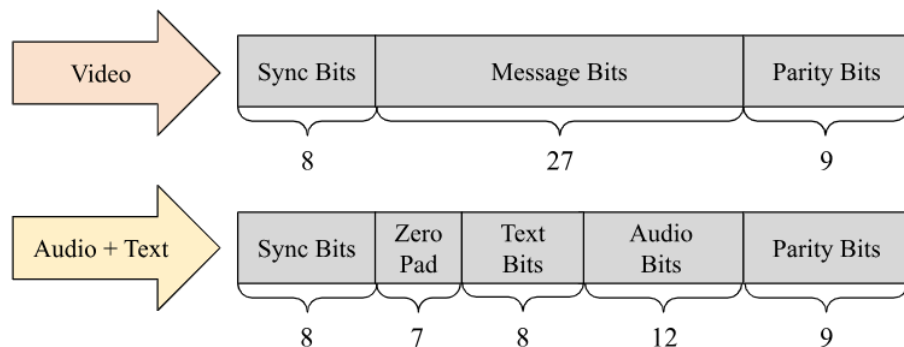 Video
Sync Bits
Message Bits
Parity Bits
8
27
9
Audio + Text
Sync Bits
Zero
Pad
Text
Bits
Audio
Bits
Parity Bits
8
7
8
12
9